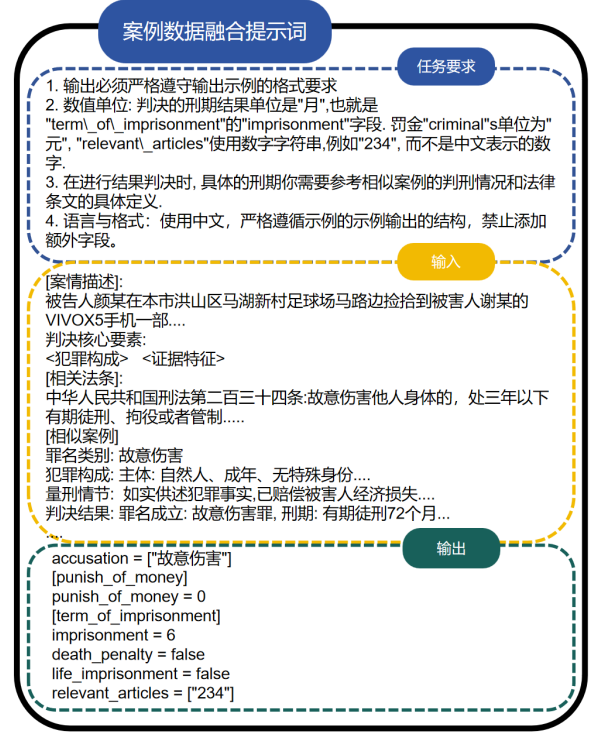 案例数据融合提示词
任务要求
1. 输出必须严格遵守输出示例的格式要求
2. 数值单位: 判决的刑期结果单位是"月",也就是
"term\_of\_imprisonment"的"imprisonment"字段. 罚金"criminal"s单位为"
元", "relevant\_articles"使用数字字符串,例如"234", 而不是中文表示的数
字.
3. 在进行结果判决时, 具体的刑期你需要参考相似案例的判刑情况和法律
条文的具体定义.
4. 语言与格式：使用中文，严格遵循示例的示例输出的结构，禁止添加
额外字段。
输入
[案情描述]:
被告人颜某在本市洪山区马湖新村足球场马路边捡拾到被害人谢某的
VIVOX5手机一部....
判决核心要素:
<犯罪构成> <证据特征>
[相关法条]:
中华人民共和国刑法第二百三十四条:故意伤害他人身体的，处三年以下
有期徒刑、拘役或者管制.....
[相似案例]
罪名类别: 故意伤害
犯罪构成: 主体: 自然人、成年、无特殊身份....
量刑情节: 如实供述犯罪事实,已赔偿被害人经济损失....
判决结果: 罪名成立: 故意伤害罪, 刑期: 有期徒刑72个月...
....
输出
accusation = ["故意伤害"]
[punish_of_money]
punish_of_money = 0
[term_of_imprisonment]
imprisonment = 6
death_penalty = false
life_imprisonment = false
relevant_articles = ["234"]